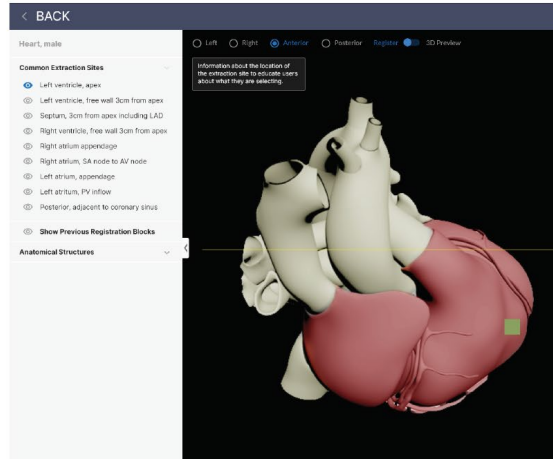 < BACK
Heart, male
Left Right Anterior Posterior Register 3D Preview
Information about the location of
the extraction site to educate users
about what they are selecting.
Common Extraction Sites
Left ventricle, apex
Left ventricle, free wall 3cm from apex
Septum, 3cm from apex including LAD
Right ventricle, free wall 3cm from apex
Right atrium appendage
Right atrium, SA node to AV node
Left atrium, appendage
Left atritum, PV inflow
Posterior, adjacent to coronary sinus
Show Previous Registration Blocks
Anatomical Structures